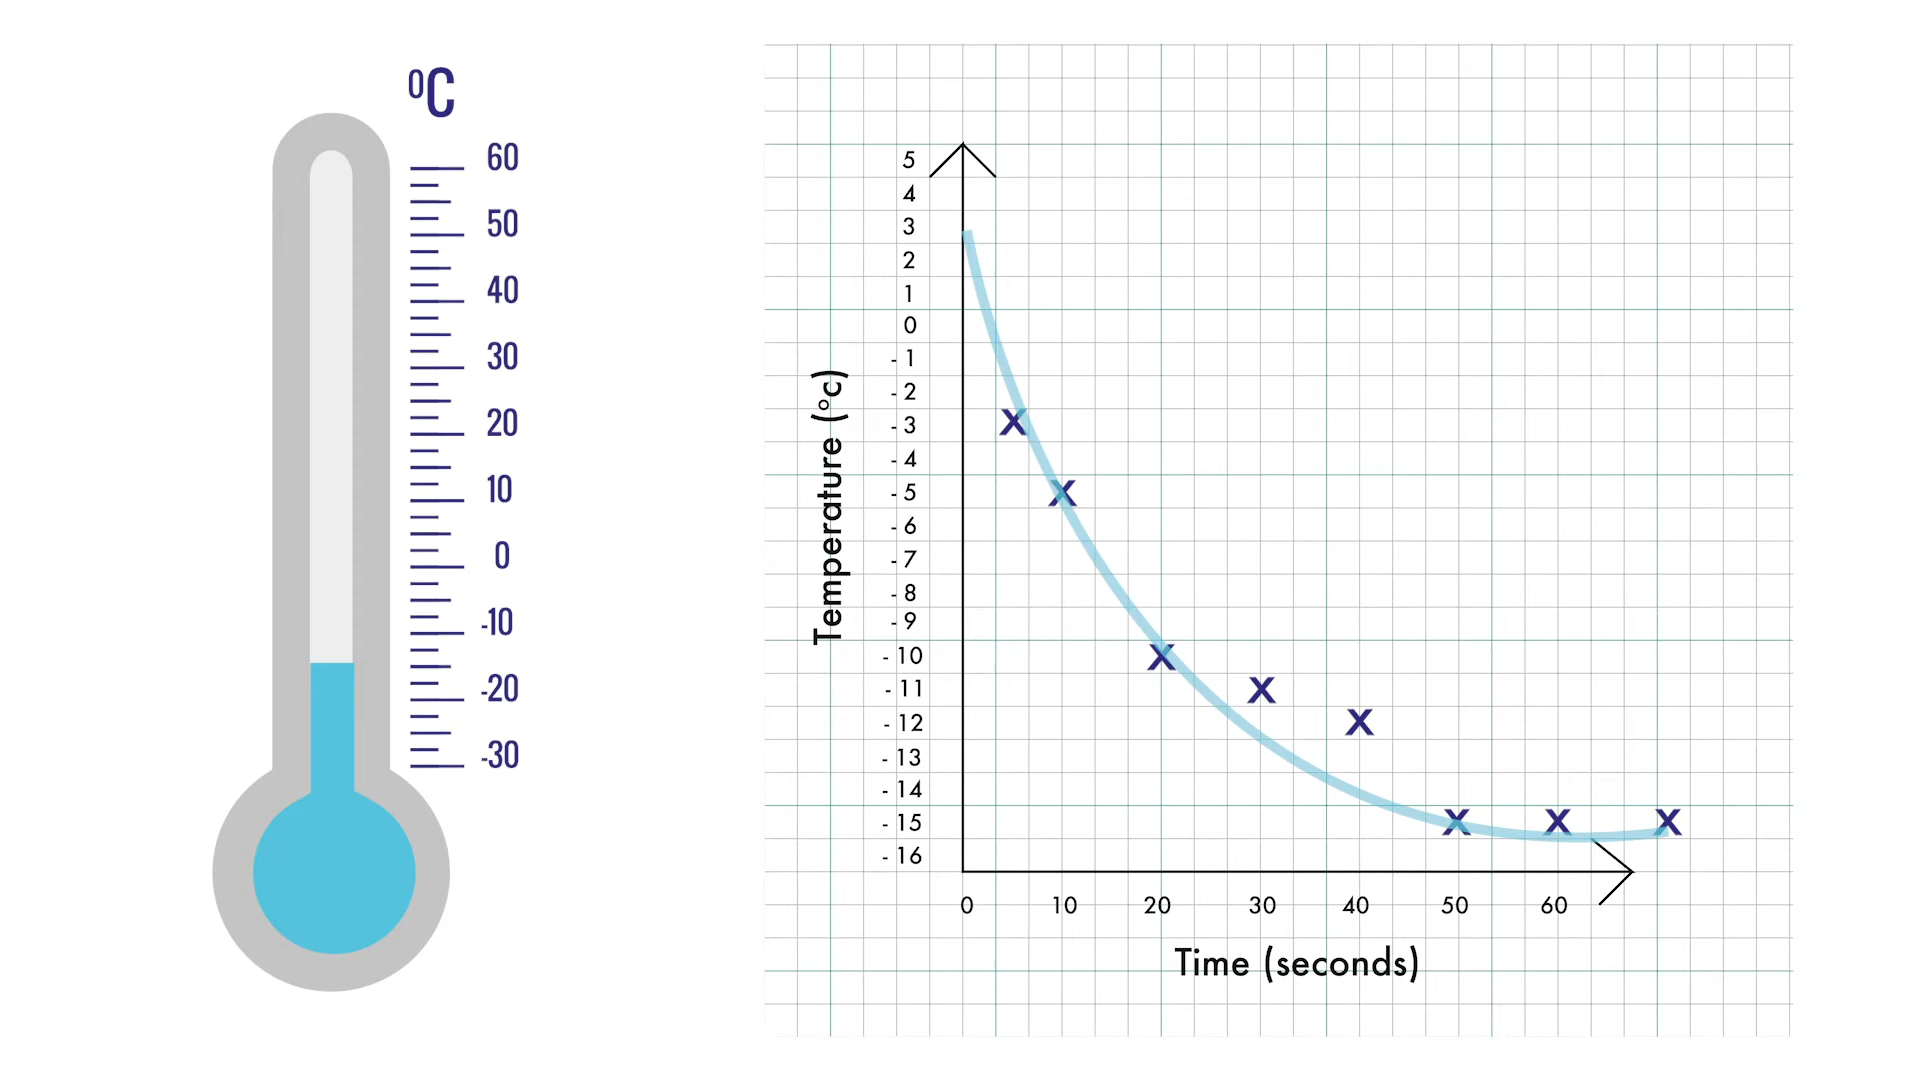 ⁰C
60
50
40
30
20
10
0
-10
-20
-30
5
4
3
2
1
0
- 1
- 2
- 3
- 4
- 5
- 6
- 7
- 8
- 9
- 10
- 11
- 12
- 13
- 14
- 15
- 16
Temperature (°c)
X
X
X
X
X
X
X
X
0 10 20 30 40 50 60
Time (seconds)